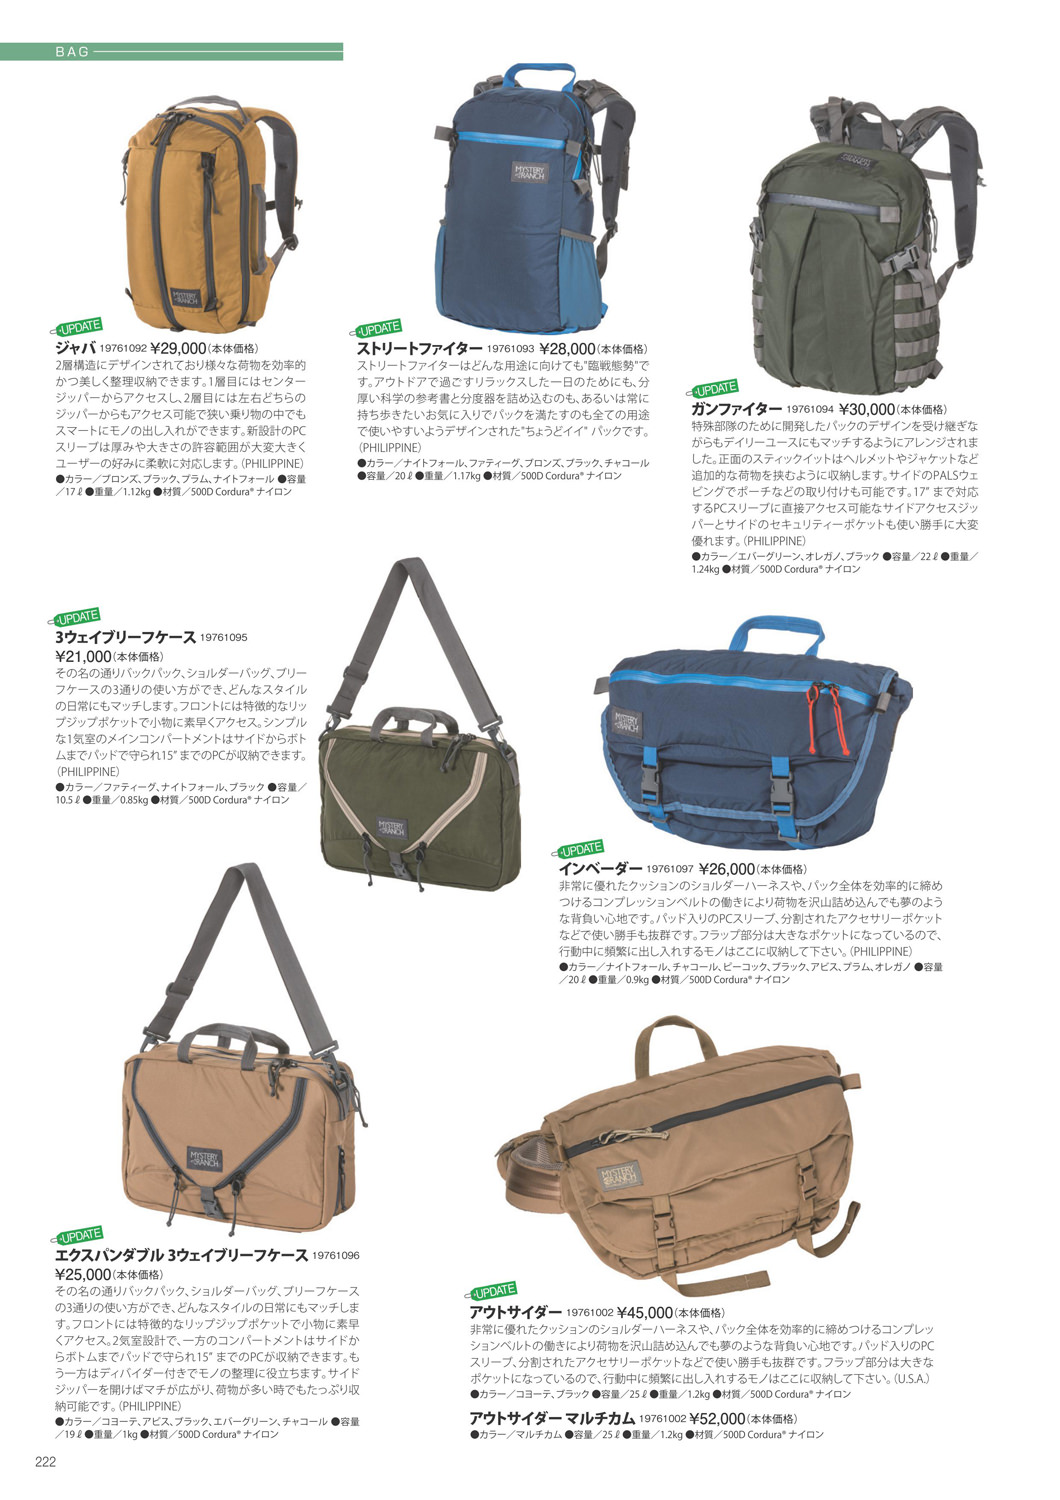 BAG
MYSTERY RANCH
MYSTERY RANCH
MYSTERY RANCH
UPDATE
ジャバ 19761092 ¥29,000（本体価格）
2層構造にデザインされており様々な荷物を効率的
かつ美しく整理収納できます。1層目にはセンター
ジッパーからアクセスし、2層目には左右どちらの
ジッパーからもアクセス可能で狭い乗り物の中でも
スマートにモノの出し入れができます。新設計のPC
スリーブは厚みや大きさの許容範囲が大変大きく
ユーザーの好みに柔軟に対応します。（PHILIPPINE）
●カラー／ブロンズ、ブラック、プラム、ナイトフォール ●容量
／17ℓ ●重量／1.12kg ●材質／500D Cordura® ナイロン
UPDATE
ストリートファイター 19761093 ¥28,000（本体価格）
ストリートファイターはどんな用途に向けても"臨戦態勢"で
す。アウトドアで過ごすリラックスした一日のためにも、分
厚い科学の参考書と分度器を詰め込むのも、あるいは常に
持ち歩きたいお気に入りでパックを満たすのも全ての用途
で使いやすいようデザインされた"ちょうどイイ" パックです。
（PHILIPPINE）
●カラー／ナイトフォール、ファティーグ、ブロンズ、ブラック、チャコール
●容量／20ℓ ●重量／1.17kg ●材質／500D Cordura® ナイロン
UPDATE
ガンファイター 19761094 ¥30,000（本体価格）
特殊部隊のために開発したパックのデザインを受け継ぎな
がらもデイリーユースにもマッチするようにアレンジされま
した。正面のスティックイットはヘルメットやジャケットなど
追加的な荷物を挟むように収納します。サイドのPALSウェ
ビングでポーチなどの取り付けも可能です。17” まで対応
するPCスリーブに直接アクセス可能なサイドアクセスジッ
パーとサイドのセキュリティーポケットも使い勝手に大変
優れます。（PHILIPPINE）
●カラー／エバーグリーン、オレガノ、ブラック ●容量／22ℓ ●重量／
1.24kg ●材質／500D Cordura® ナイロン
UPDATE
3ウェイブリーフケース 19761095
¥21,000（本体価格）
その名の通りバックパック、ショルダーバッグ、ブリー
フケースの3通りの使い方ができ、どんなスタイル
の日常にもマッチします。フロントには特徴的なリッ
プジップポケットで小物に素早くアクセス。シンプル
な1気室のメインコンパートメントはサイドからボト
ムまでパッドで守られ15” までのPCが収納できます。
（PHILIPPINE）
●カラー／ファティーグ、ナイトフォール、ブラック ●容量／
10.5ℓ ●重量／0.85kg ●材質／500D Cordura® ナイロン
MYSTERY RANCH
MYSTERY RANCH
UPDATE
インベーダー 19761097 ¥26,000（本体価格）
非常に優れたクッションのショルダーハーネスや、パック全体を効率的に締め
つけるコンプレッションベルトの働きにより荷物を沢山詰め込んでも夢のよう
な背負い心地です。パッド入りのPCスリーブ、分割されたアクセサリーポケット
などで使い勝手も抜群です。フラップ部分は大きなポケットになっているので、
行動中に頻繁に出し入れするモノはここに収納して下さい。（PHILIPPINE）
●カラー／ナイトフォール、チャコール、ピーコック、ブラック、アビス、プラム、オレガノ ●容量
／20ℓ ●重量／0.9kg ●材質／500D Cordura® ナイロン
MYSTERY RANCH
MYSTERY RANCH
UPDATE
エクスパンダブル 3ウェイブリーフケース 19761096
¥25,000（本体価格）
その名の通りバックパック、ショルダーバッグ、ブリーフケース
の3通りの使い方ができ、どんなスタイルの日常にもマッチしま
す。フロントには特徴的なリップジップポケットで小物に素早
くアクセス。2気室設計で、一方のコンパートメントはサイドか
らボトムまでパッドで守られ15” までのPCが収納できます。も
う一方はディバイダー付きでモノの整理に役立ちます。サイド
ジッパーを開けばマチが広がり、荷物が多い時でもたっぷり収
納可能です。（PHILIPPINE）
●カラー／コヨーテ、アビス、ブラック、エバーグリーン、チャコール ●容量
／19ℓ ●重量／1kg ●材質／500D Cordura® ナイロン
UPDATE
アウトサイダー 19761002 ¥45,000（本体価格）
非常に優れたクッションのショルダーハーネスや、パック全体を効率的に締めつけるコンプレッ
ションベルトの働きにより荷物を沢山詰め込んでも夢のような背負い心地です。パッド入りのPC
スリーブ、分割されたアクセサリーポケットなどで使い勝手も抜群です。フラップ部分は大きな
ポケットになっているので、行動中に頻繁に出し入れするモノはここに収納して下さい。（U.S.A.）
●カラー／コヨーテ、ブラック ●容量／25ℓ ●重量／1.2kg ●材質／500D Cordura® ナイロン
アウトサイダー マルチカム 19761002 ¥52,000（本体価格）
●カラー／マルチカム ●容量／25ℓ ●重量／1.2kg ●材質／500D Cordura® ナイロン
222